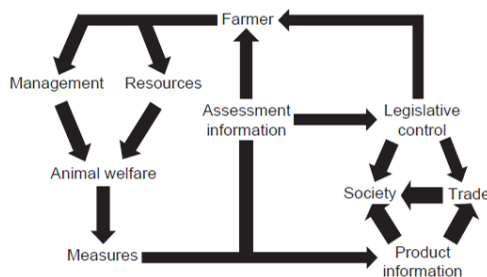 Farmer
Management
Resources
Assessment
information
Legislative
control
Animal welfare
Society
Trade
Measures
Product
information